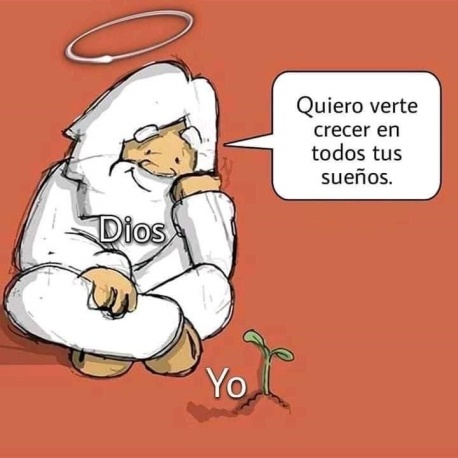 Quiero verte
crecer en
todos tus
sueños.
Dios
Yo